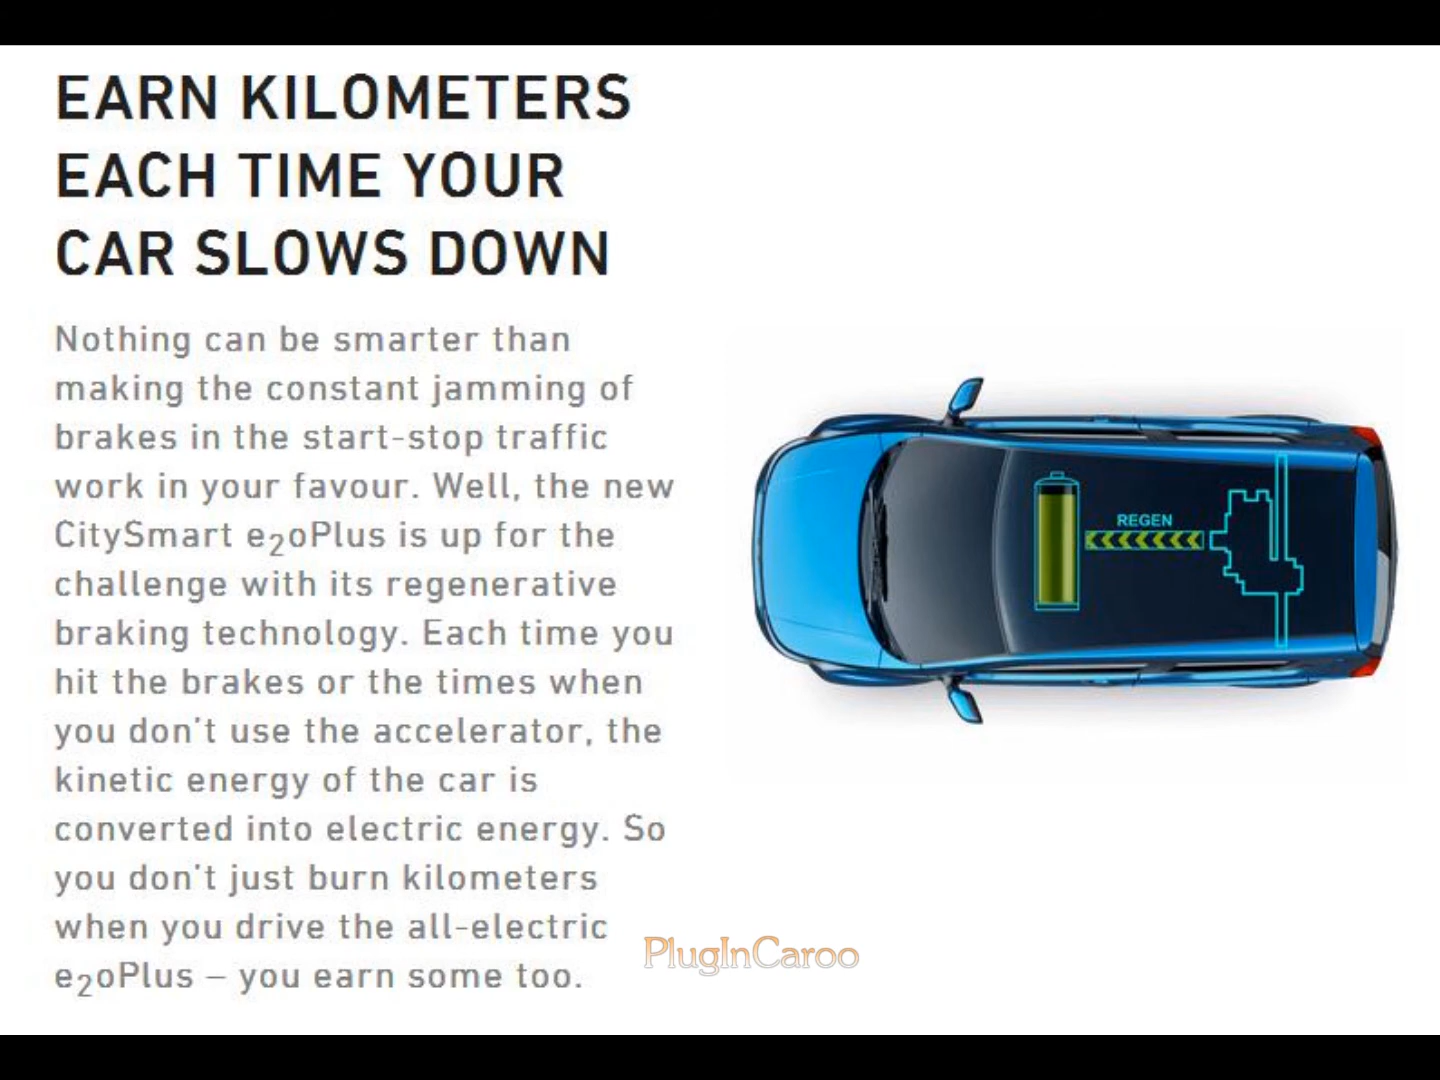 EARN KILOMETERS
EACH TIME YOUR
CAR SLOWS DOWN
Nothing can be smarter than
making the constant jamming of
brakes in the start-stop traffic
work in your favour. Well, the new
CitySmart e2oPlus is up for the
challenge with its regenerative
braking technology. Each time you
hit the brakes or the times when
you don't use the accelerator, the
kinetic energy of the car is
converted into electric energy. So
you don't just burn kilometers
when you drive the all-electric
e2oPlus – you earn some too.
REGEN
PlugInCaroo